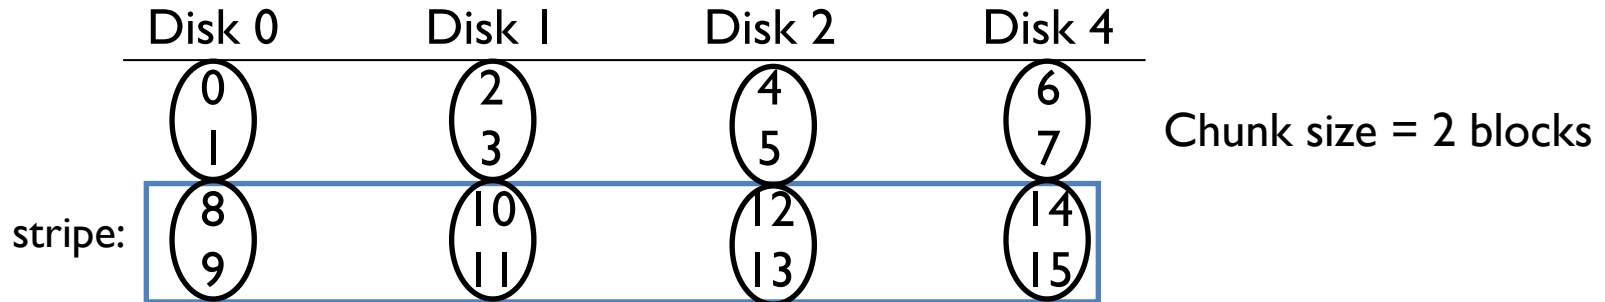 Disk 0 Disk 1 Disk 2 Disk 4
0 2 4 6
1 3 5 7
Chunk size = 2 blocks
8 10 12 14
stripe:
9 11 13 15